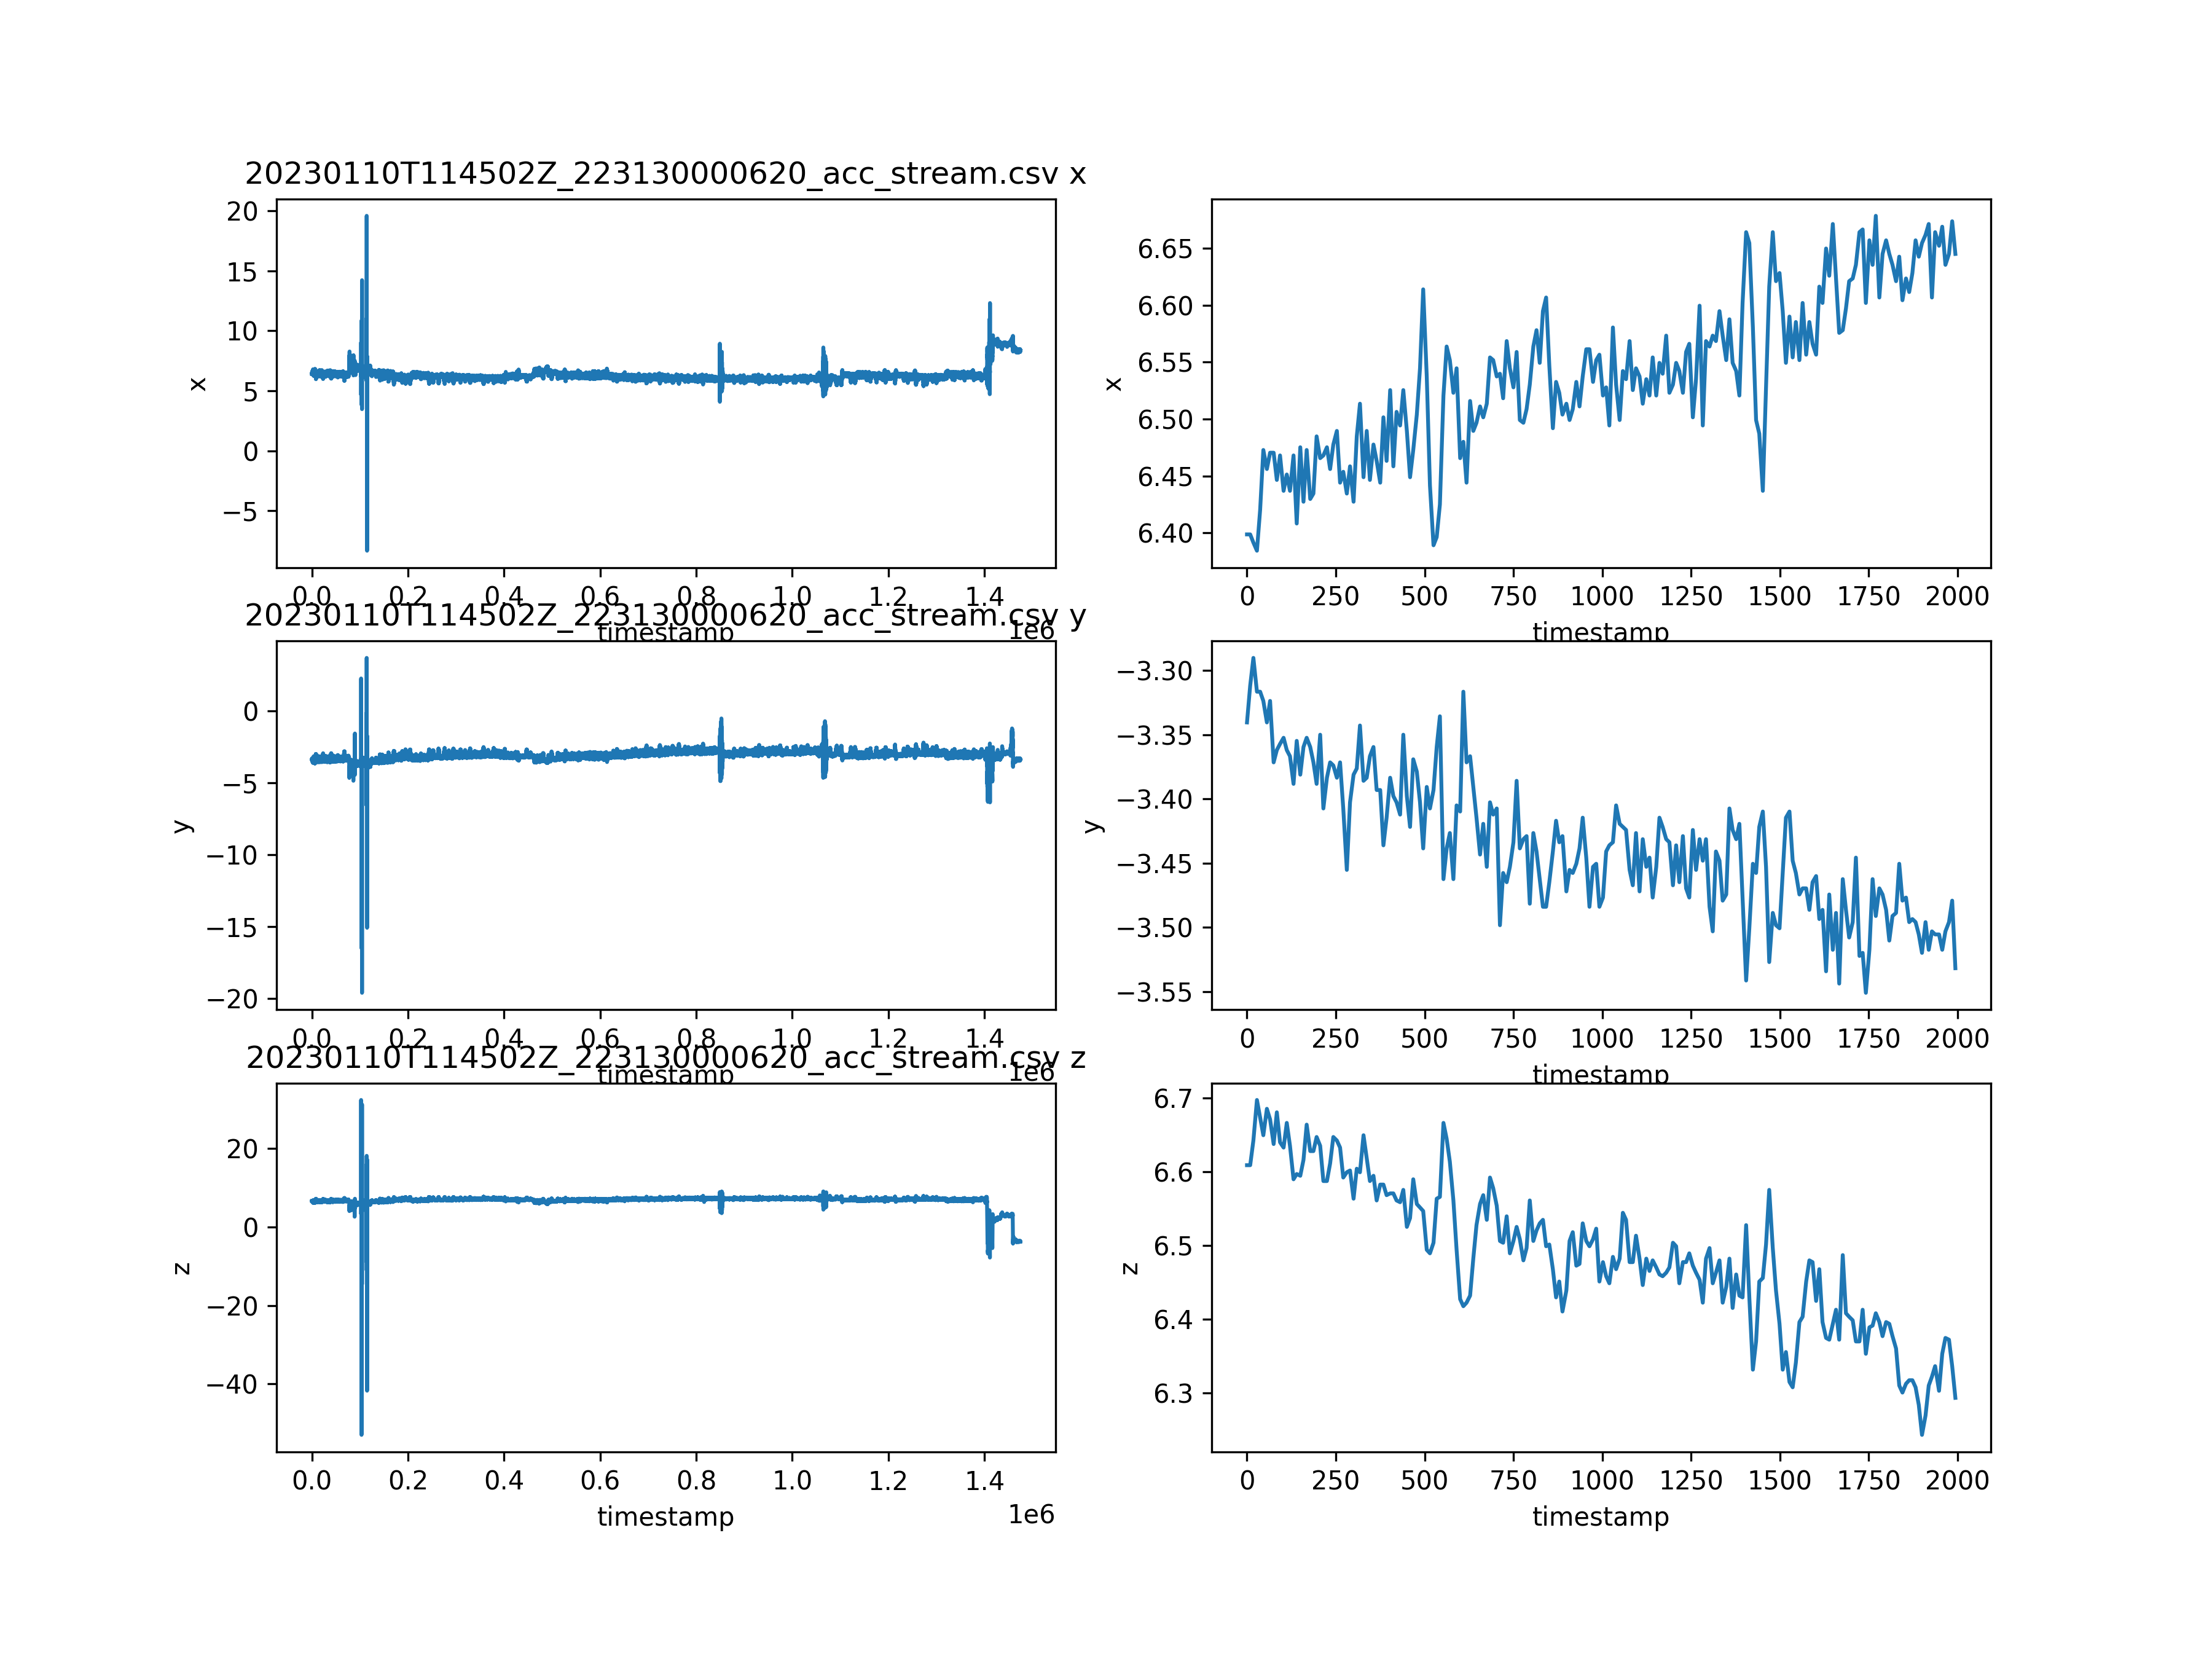 20230110T114502Z_223130000620_acc_stream.csv x
20
15
10
5
0
−5
x
0.0 0.2 0.4 0.6 0.8 1.0 1.2 1.4
timestamp
1e6
6.65
6.60
6.55
6.50
6.45
6.40
x
0 250 500 750 1000 1250 1500 1750 2000
timestamp
20230110T114502Z_223130000620_acc_stream.csv y
0
−5
−10
−15
−20
y
0.0 0.2 0.4 0.6 0.8 1.0 1.2 1.4
timestamp
1e6
−3.30
−3.35
−3.40
−3.45
−3.50
−3.55
y
0 250 500 750 1000 1250 1500 1750 2000
timestamp
20230110T114502Z_223130000620_acc_stream.csv z
20
0
−20
−40
z
0.0 0.2 0.4 0.6 0.8 1.0 1.2 1.4
timestamp
1e6
6.7
6.6
6.5
6.4
6.3
z
0 250 500 750 1000 1250 1500 1750 2000
timestamp